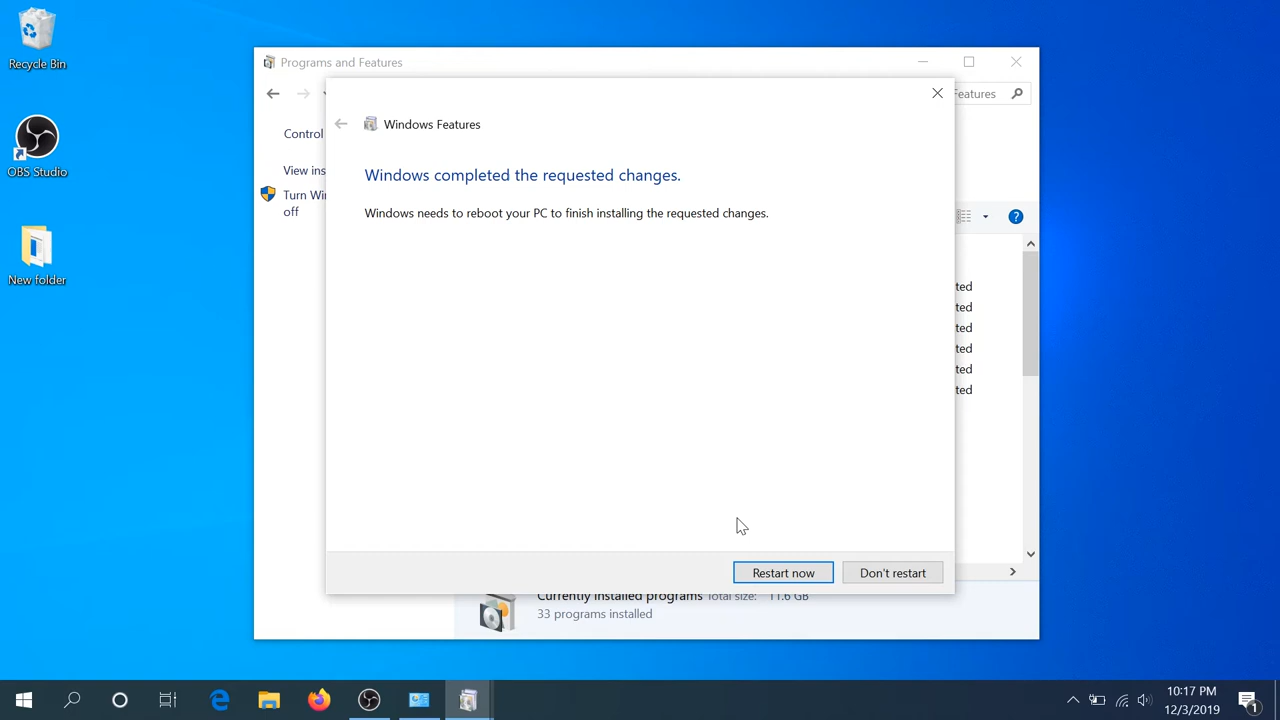 Recycle Bin
OBS Studio
New folder
Programs and Features
Features
Control
View ins
Turn Wi
off
Windows Features
Windows completed the requested changes.
Windows needs to reboot your PC to finish installing the requested changes.
ted
ted
ted
ted
ted
ted
Restart now
Don't restart
Currently installed programs Total size: 11.6 GB
33 programs installed
10:17 PM
12/3/2019
1